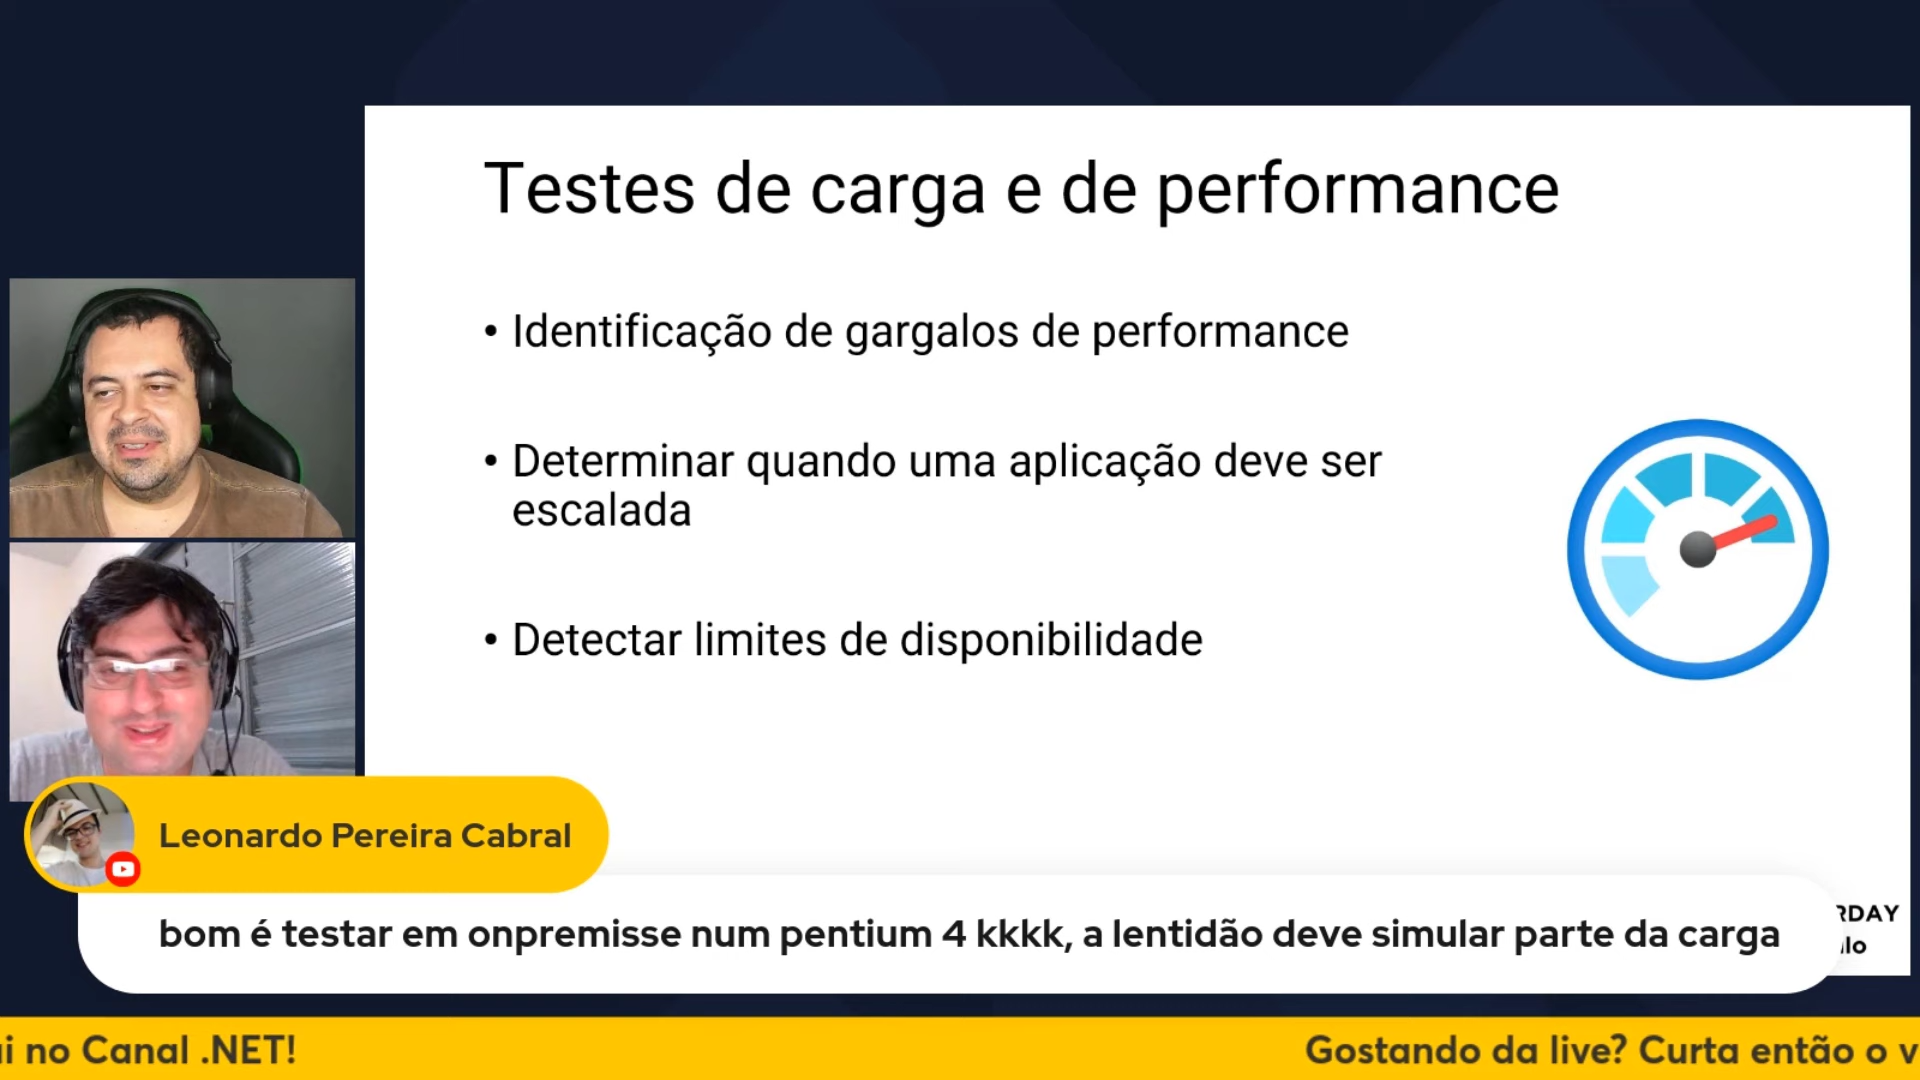 Testes de carga e de performance
• Identificação de gargalos de performance
• Determinar quando uma aplicação deve ser
escalada
• Detectar limites de disponibilidade
Leonardo Pereira Cabral
bom é testar em onpremisse num pentium 4 kkkk, a lentidão deve simular parte da carga
no Canal .NET!
Gostando da live? Curta então o